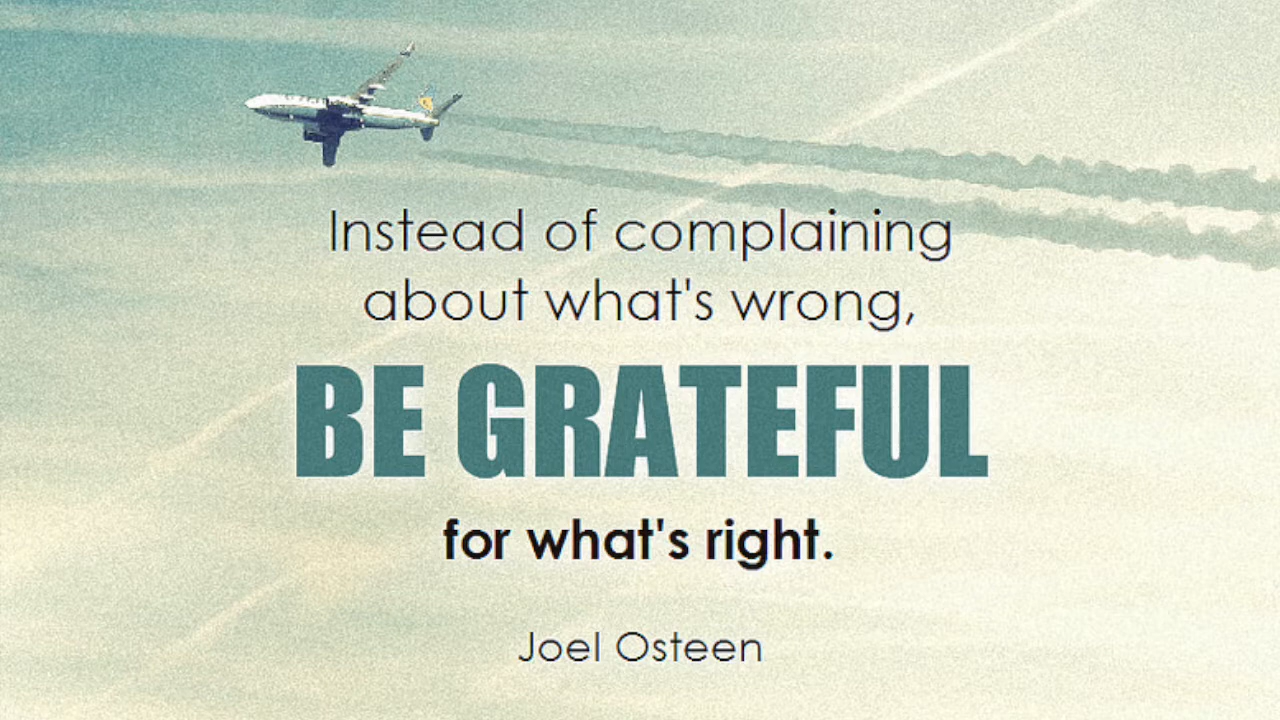 Instead of complaining
about what's wrong,
BE GRATEFUL
for what's right.
Joel Osteen